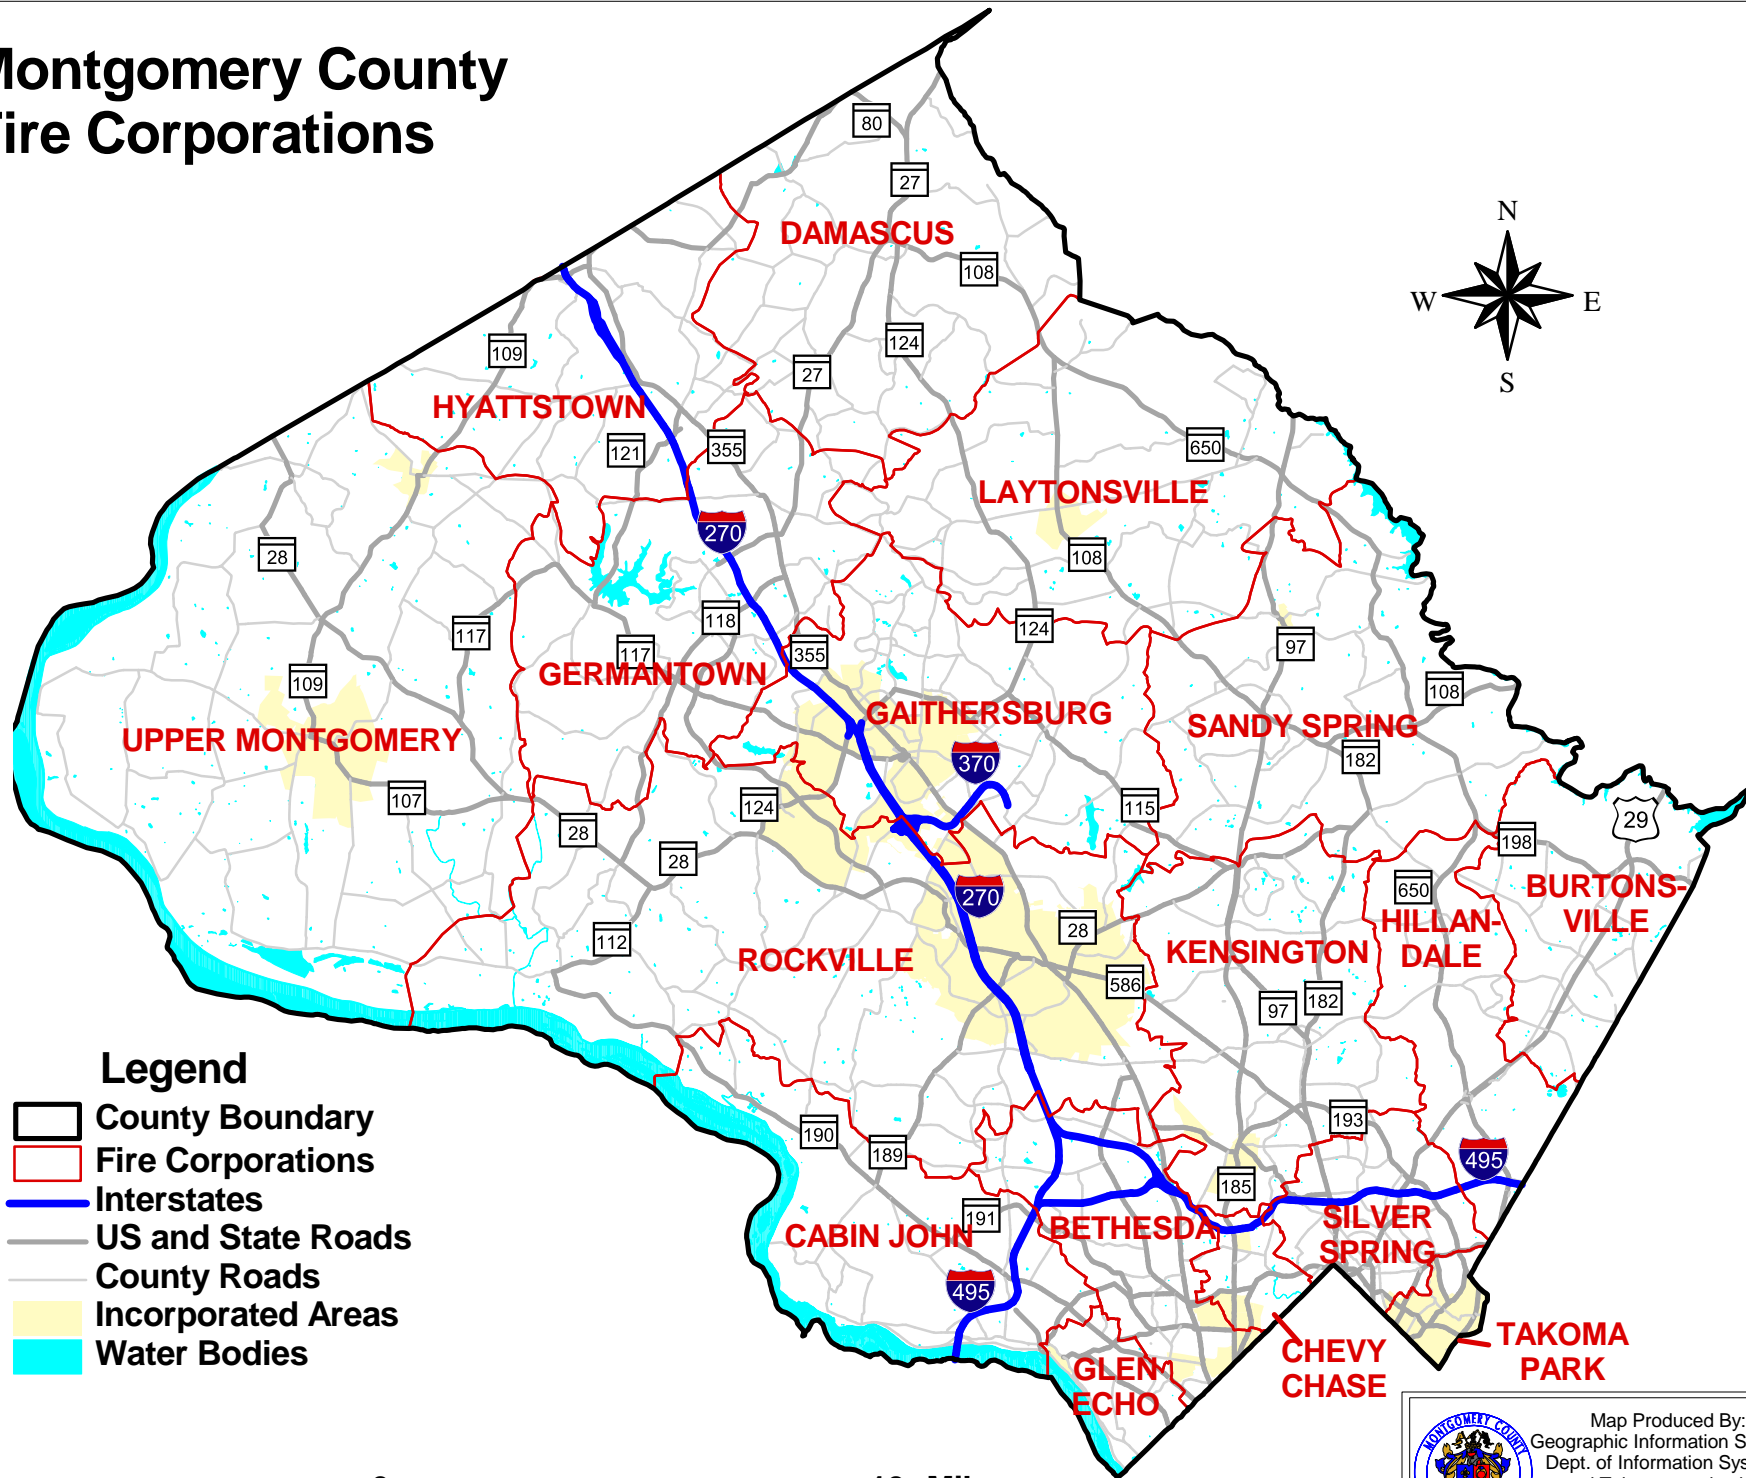 Montgomery County
Fire Corporations
80
27
DAMASCUS
108
N
W
E
S
109
124
27
HYATTSTOWN
121
355
650
LAYTONSVILLE
270
28
108
118
117
124
117
355
97
GERMANTOWN
109
108
GAITHERSBURG
SANDY SPRING
UPPER MONTGOMERY
370
182
107
124
115
28
29
198
28
650
BURTONS-
VILLE
270
HILLAN-
DALE
28
112
KENSINGTON
ROCKVILLE
586
97
182
Legend
County Boundary
Fire Corporations
Interstates
US and State Roads
County Roads
Incorporated Areas
Water Bodies
190
189
193
495
185
191
CABIN JOHN
BETHESDA
SILVER
SPRING
495
GLEN
ECHO
CHEVY
CHASE
TAKOMA
PARK
MONTGOMERY COUNTY
Map Produced By:
Geographic Information S
Dept. of Information Sys